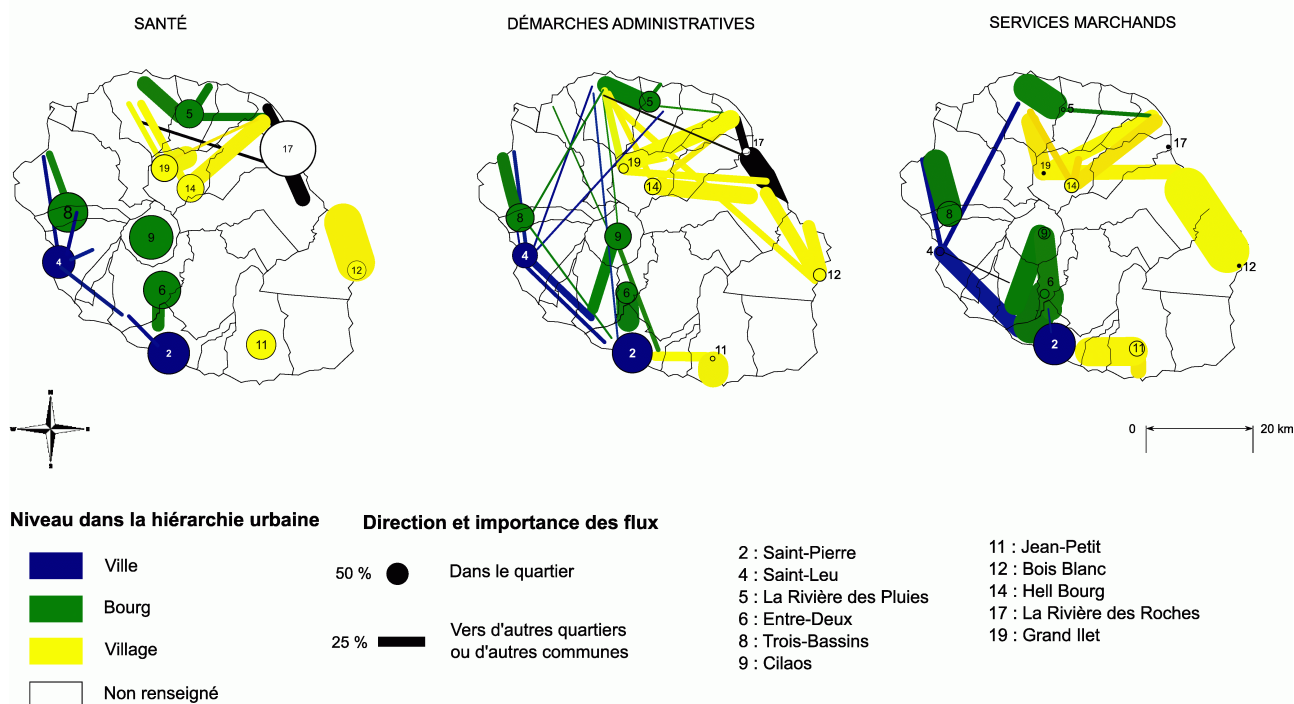 SANTÉ
DÉMARCHES ADMINISTRATIVES
SERVICES MARCHANDS
5
17
19
14
8
9
4
12
6
2
11
5
17
19
14
8
9
4
12
6
2
11
5
17
19
14
8
9
4
12
6
2
11
N
S
0
20 km
Niveau dans la hiérarchie urbaine
Ville
Bourg
Village
Non renseigné
Direction et importance des flux
50 %
Dans le quartier
25 %
Vers d'autres quartiers
ou d'autres communes
2 : Saint-Pierre
4 : Saint-Leu
5 : La Rivière des Pluies
6 : Entre-Deux
8 : Trois-Bassins
9 : Cilaos
11 : Jean-Petit
12 : Bois Blanc
14 : Hell Bourg
17 : La Rivière des Roches
19 : Grand Ilet